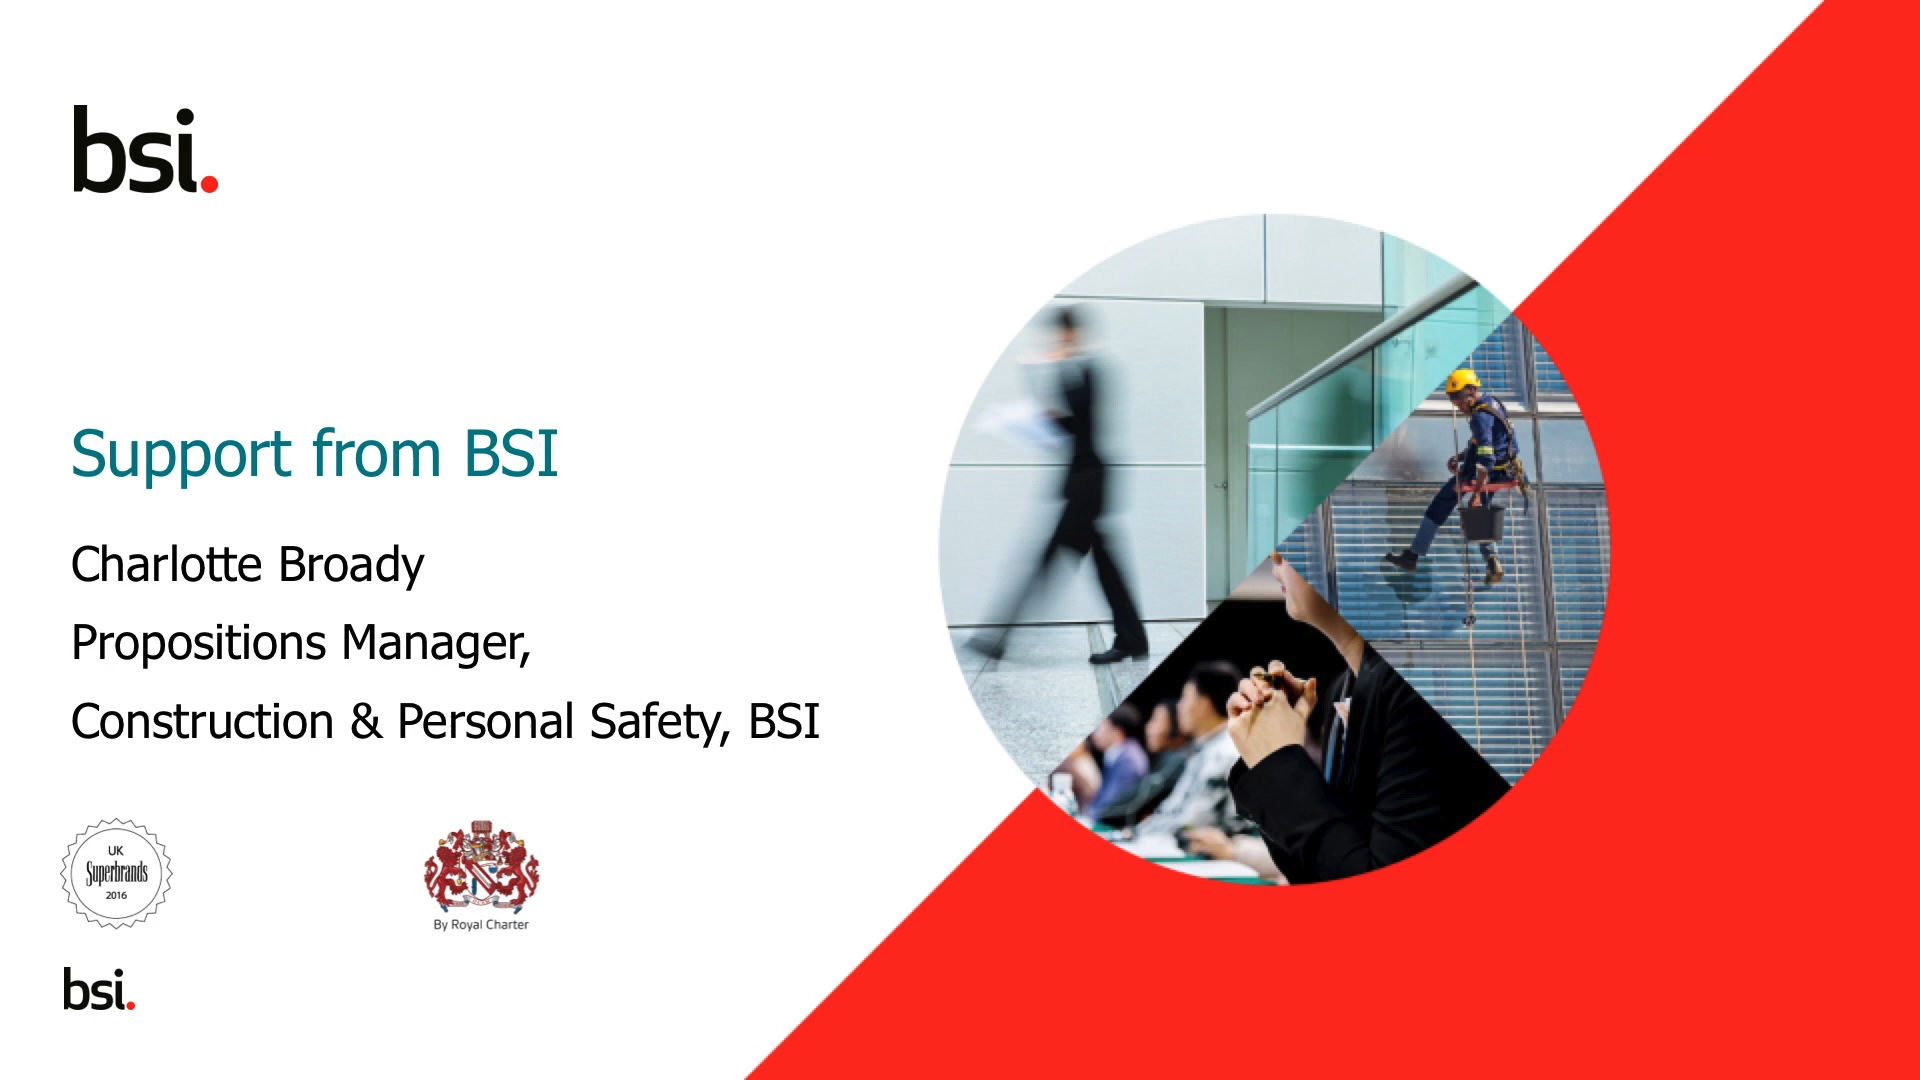 bsi.
Support from BSI
Charlotte Broady
Propositions Manager,
Construction & Personal Safety, BSI
UK
Superbrands
2016
By Royal Charter
bsi.